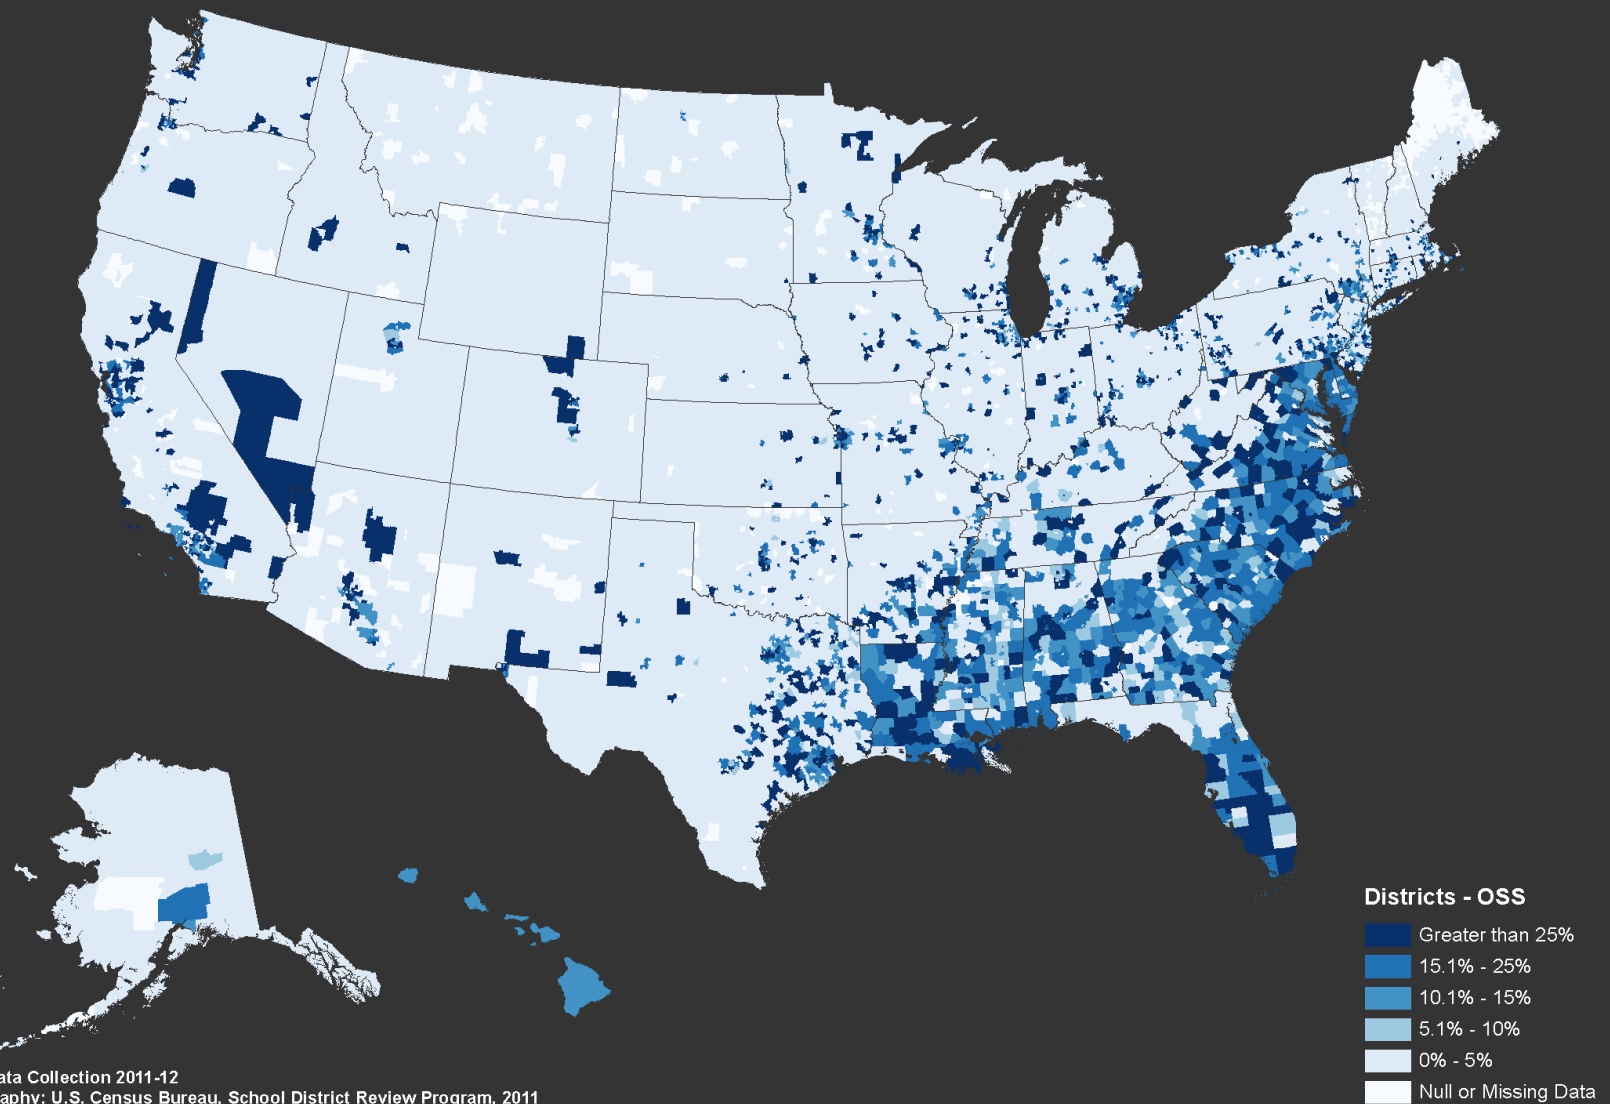 Districts - OSS
Greater than 25%
15.1% - 25%
10.1% - 15%
5.1% - 10%
0% - 5%
Null or Missing Data
ata Collection 2011-12
aphy: U.S. Census Bureau, School District Review Program, 2011